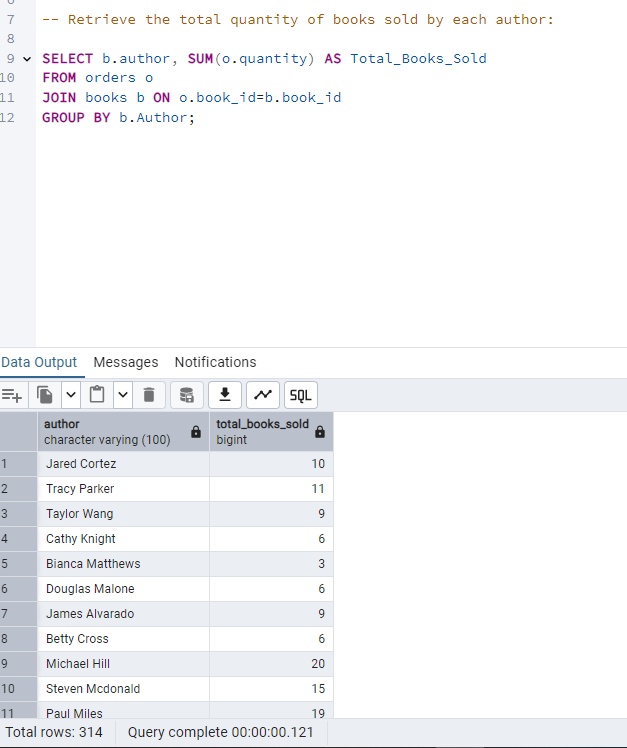 7 -- Retrieve the total quantity of books sold by each author:
8
9 SELECT b.author, SUM(o.quantity) AS Total_Books_Sold
10 FROM orders o
11 JOIN books b ON o.book_id=b.book_id
12 GROUP BY b.Author;
Data Output Messages Notifications
SQL
author total_books_sold
character varying (100) bigint
1 Jared Cortez 10
2 Tracy Parker 11
3 Taylor Wang 9
4 Cathy Knight 6
5 Bianca Matthews 3
6 Douglas Malone 6
7 James Alvarado 9
8 Betty Cross 6
9 Michael Hill 20
10 Steven Mcdonald 15
11 Paul Miles 19
Total rows: 314 Query complete 00:00:00.121